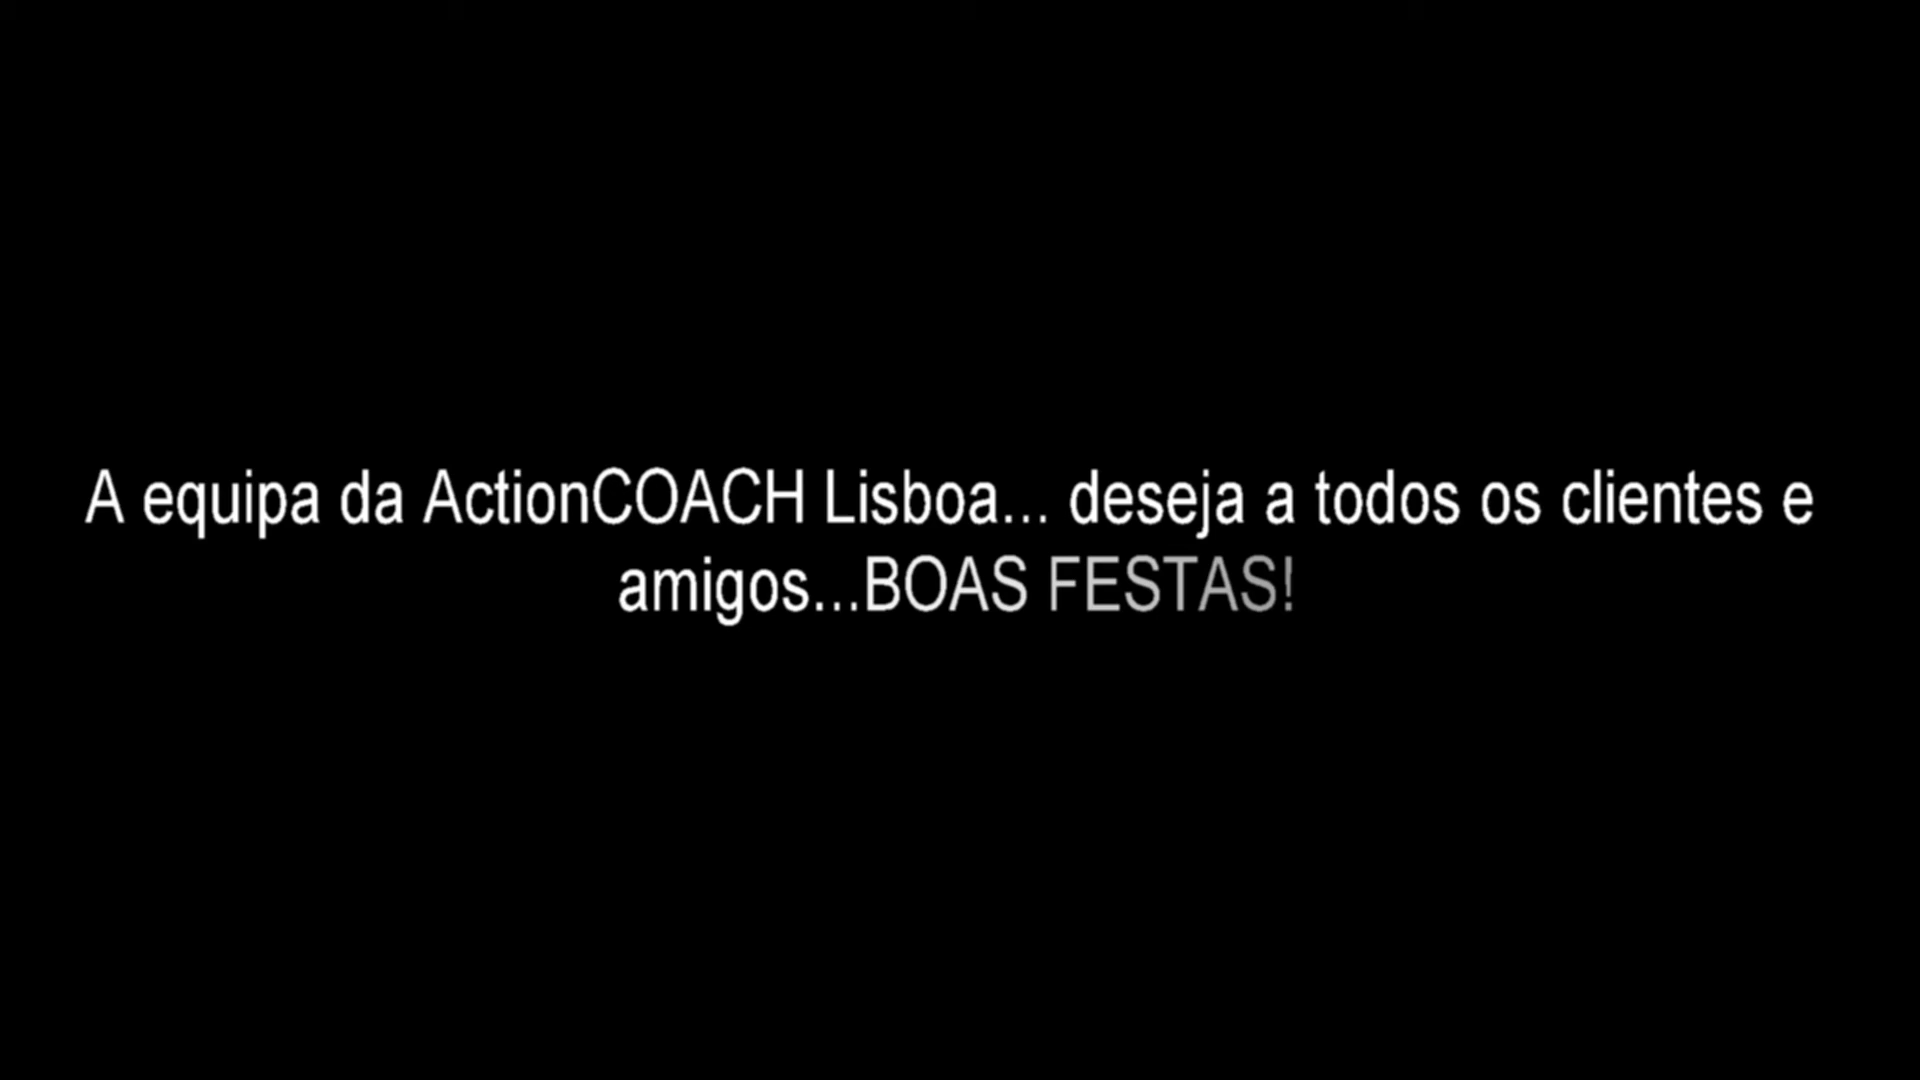 A equipa da ActionCOACH Lisboa... deseja a todos os clientes e
amigos...BOAS FESTAS!